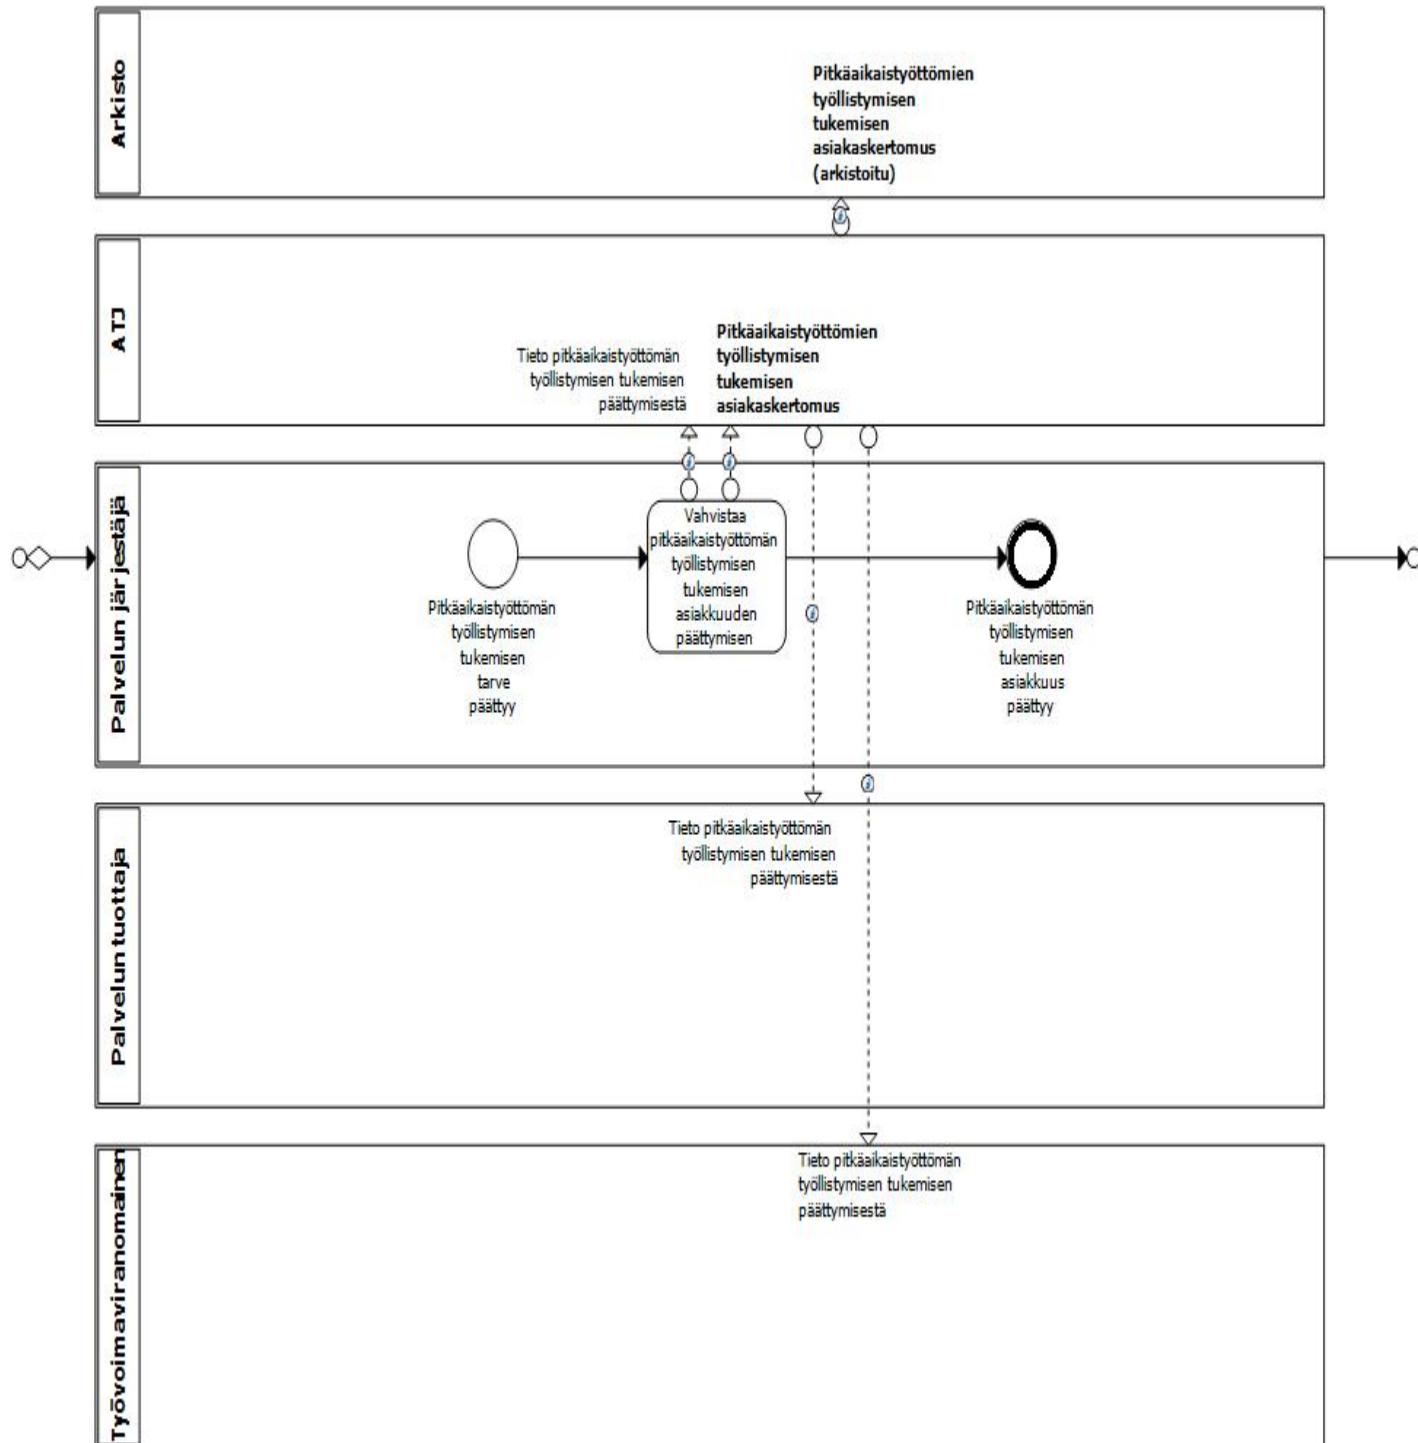 Arkisto
Pitkäaikaistyöttömien
työllistymisen
tukemisen
asiakaskertomus
(arkistoitu)
ATJ
Tieto pitkäaikaistyöttömän
työllistymisen tukemisen
päättymisestä
Pitkäaikaistyöttömien
työllistymisen
tukemisen
asiakaskertomus
Palvelun järjestäjä
Pitkäaikaistyöttömän
työllistymisen
tukemisen
tarve
päättyy
Vahvistaa
pitkäaikaistyöttömän
työllistymisen
tukemisen
asiakkuuden
päättymisen
Pitkäaikaistyöttömän
työllistymisen
tukemisen
asiakkuus
päättyy
Palvelun tuottaja
Tieto pitkäaikaistyöttömän
työllistymisen tukemisen
päättymisestä
Työvoimaviranomainen
Tieto pitkäaikaistyöttömän
työllistymisen tukemisen
päättymisestä